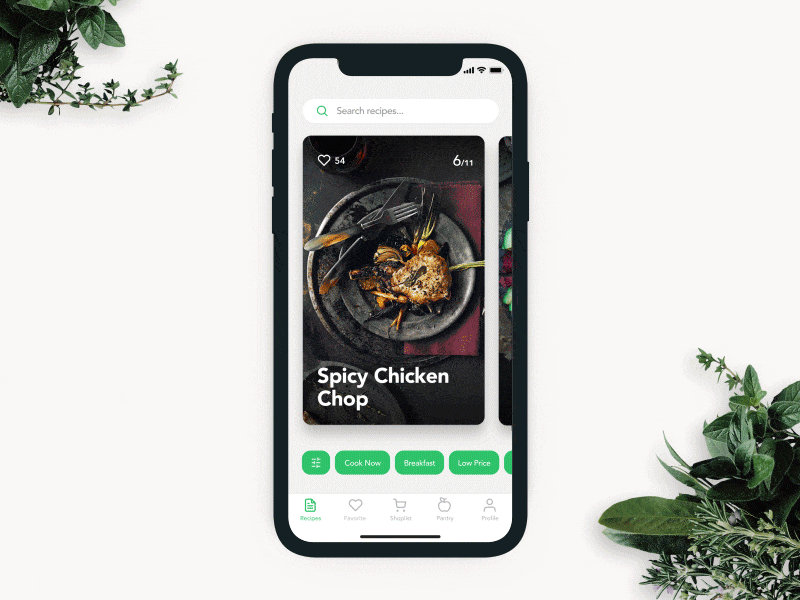 Search recipes...
54
6/11
Spicy Chicken
Chop
Cook Now
Breakfast
Low Price
Recipes
Favorite
Shoplist
Pantry
Profile